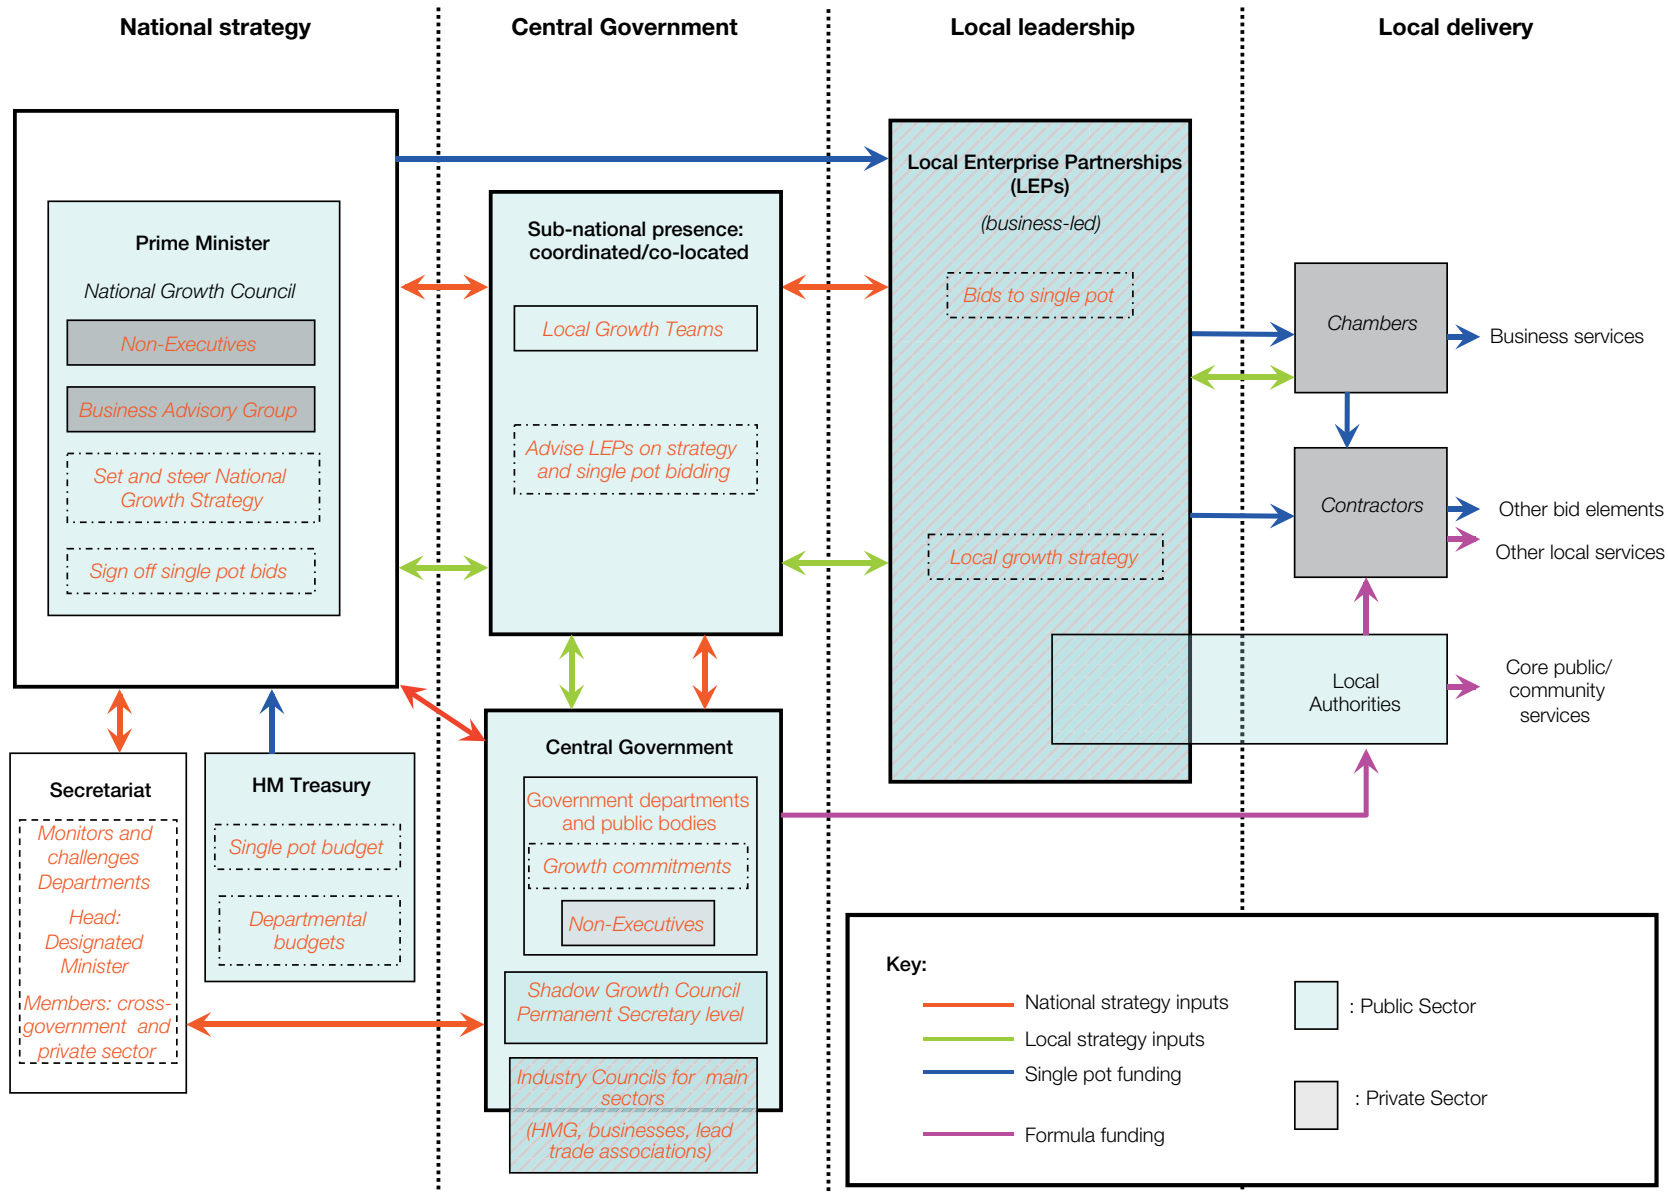 National strategy
Central Government
Local leadership
Local delivery
Prime Minister
National Growth Council
Non-Executives
Business Advisory Group
Set and steer National
Growth Strategy
Sign off single pot bids
Sub-national presence:
coordinated/co-located
Local Growth Teams
Advise LEPs on strategy
and single pot bidding
Local Enterprise Partnerships
(LEPs)
(business-led)
Bids to single pot
Local growth strategy
Chambers
Business services
Contractors
Other bid elements
Other local services
Local
Authorities
Core public/
community
services
Secretariat
Monitors and
challenges
Departments
Head:
Designated
Minister
Members: cross-
government and
private sector
HM Treasury
Single pot budget
Departmental
budgets
Central Government
Government departments
and public bodies
Growth commitments
Non-Executives
Shadow Growth Council
Permanent Secretary level
Industry Councils for main
sectors
(HMG, businesses, lead
trade associations)
Key:
National strategy inputs
Local strategy inputs
Single pot funding
Formula funding
: Public Sector
: Private Sector